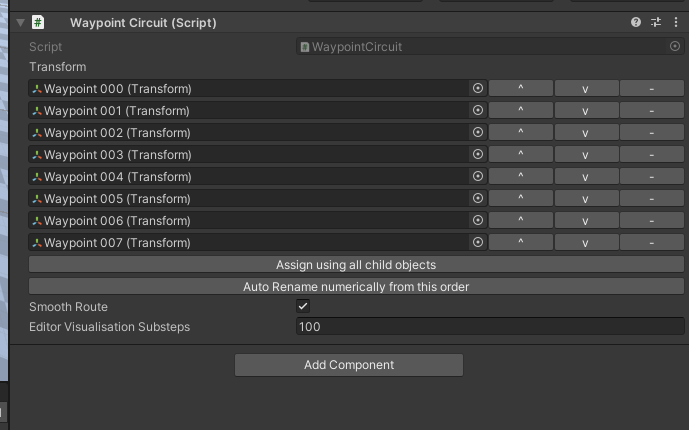 Waypoint Circuit (Script)
Script # WaypointCircuit
Transform
Waypoint 000 (Transform) ^ v -
Waypoint 001 (Transform) ^ v -
Waypoint 002 (Transform) ^ v -
Waypoint 003 (Transform) ^ v -
Waypoint 004 (Transform) ^ v -
Waypoint 005 (Transform) ^ v -
Waypoint 006 (Transform) ^ v -
Waypoint 007 (Transform) ^ v -
Assign using all child objects
Auto Rename numerically from this order
Smooth Route
Editor Visualisation Substeps 100
Add Component